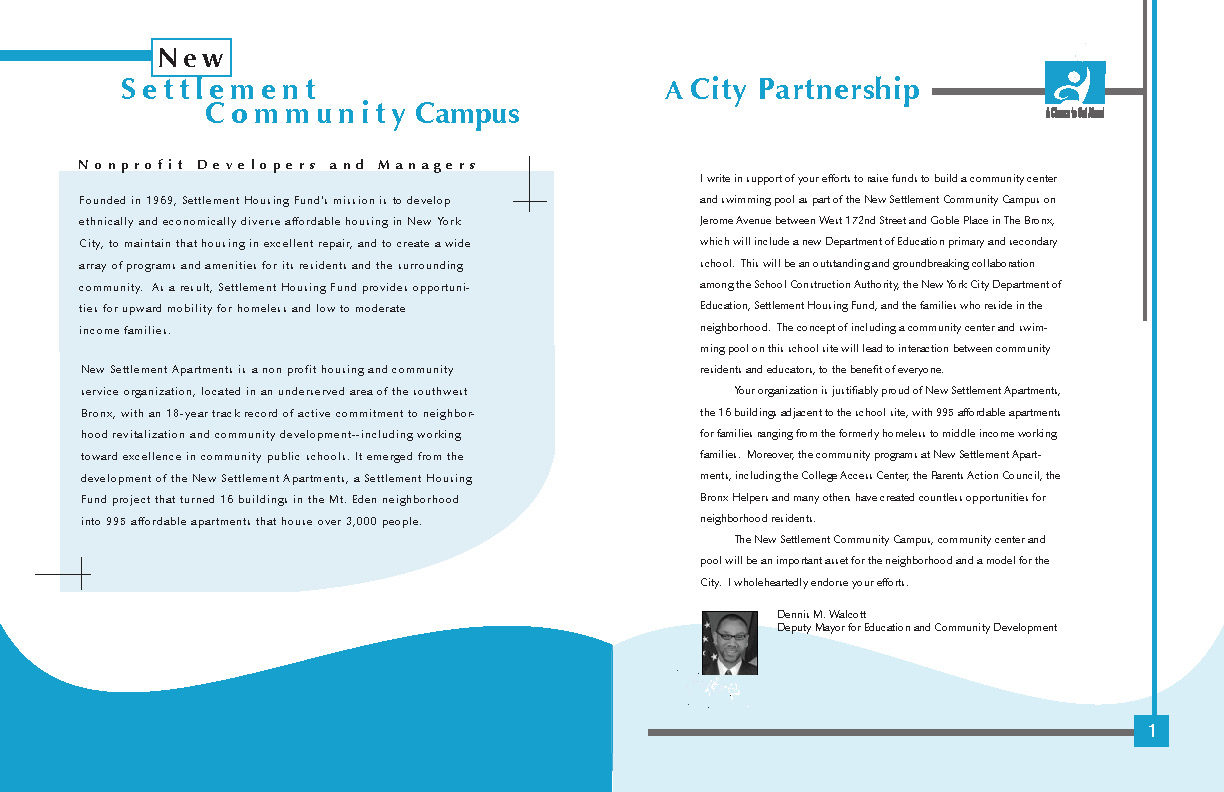 New
Settlement
Community Campus
Nonprofit Developers and Managers
Founded in 1969, Settlement Housing Fund's mission is to develop
ethnically and economically diverse affordable housing in New York
City, to maintain that housing in excellent repair, and to create a wide
array of programs and amenities for its residents and the surrounding
community.  As a result, Settlement Housing Fund provides opportuni-
ties for upward mobility for homeless and low to moderate
income families.
New Settlement Apartments is a non profit housing and community
service organization, located in an underserved area of the southwest
Bronx, with an 18-year track record of active commitment to neighbor-
hood revitalization and community development--including working
toward excellence in community public schools. It emerged from the
development of the New Settlement Apartments, a Settlement Housing
Fund project that turned 16 buildings in the Mt. Eden neighborhood
into 995 affordable apartments that house over 3,000 people.
A City Partnership
A Chance to Get Ahead
I write in support of your efforts to raise funds to build a community center
and swimming pool as part of the New Settlement Community Campus on
Jerome Avenue between West 172nd Street and Goble Place in The Bronx,
which will include a new Department of Education primary and secondary
school.  This will be an outstanding and groundbreaking collaboration
among the School Construction Authority, the New York City Department of
Education, Settlement Housing Fund, and the families who reside in the
neighborhood.  The concept of including a community center and swim-
ming pool on this school site will lead to interaction between community
residents and educators, to the benefit of everyone.
Your organization is justifiably proud of New Settlement Apartments,
the 16 buildings adjacent to the school site, with 995 affordable apartments
for families ranging from the formerly homeless to middle income working
families.  Moreover, the community programs at New Settlement Apart-
ments, including the College Access Center, the Parents Action Council, the
Bronx Helpers and many others have created countless opportunities for
neighborhood residents.
The New Settlement Community Campus, community center and
pool will be an important asset for the neighborhood and a model for the
City.  I wholeheartedly endorse your efforts.
Dennis M. Walcott
Deputy Mayor for Education and Community Development
1